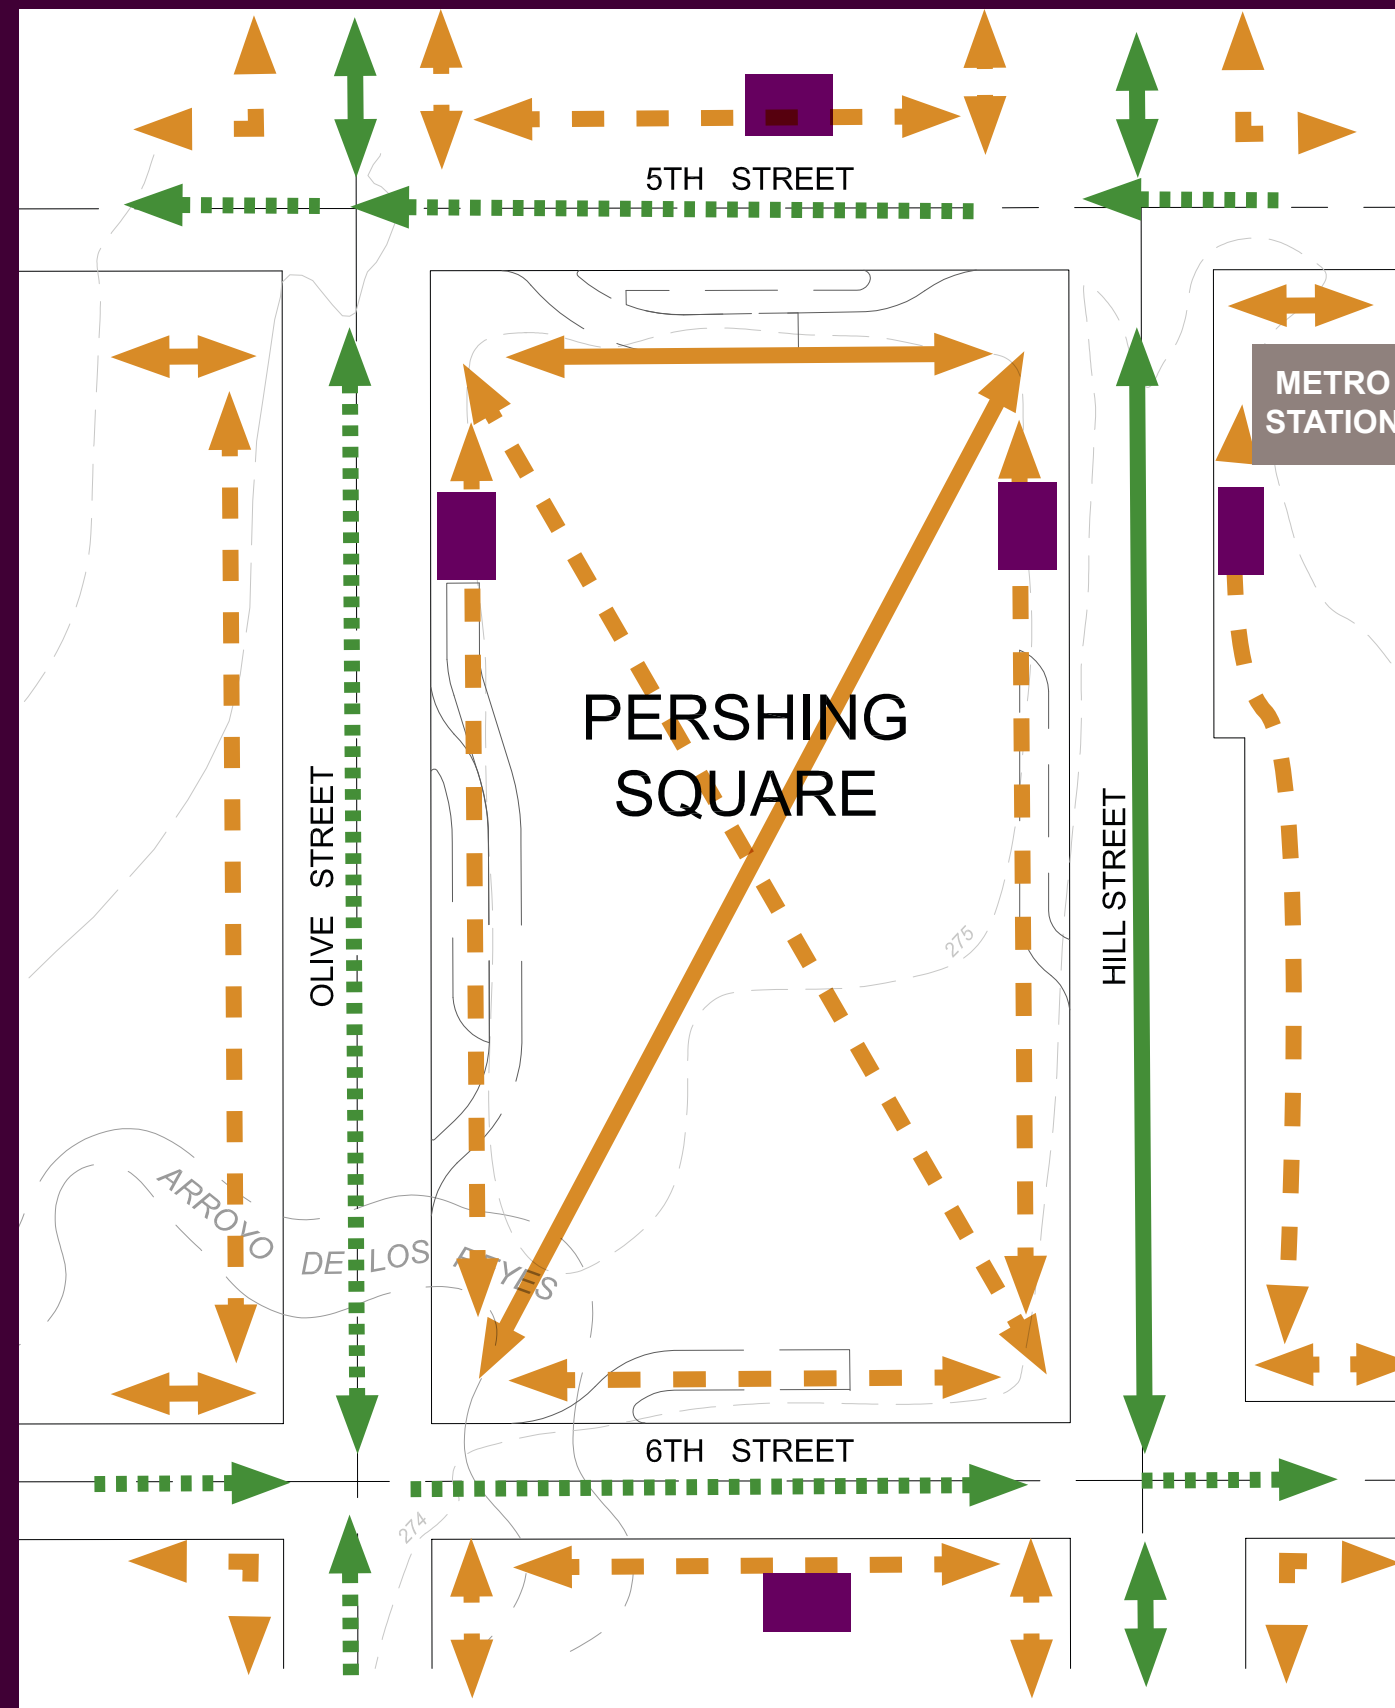 5TH STREET
METRO
STATION
PERSHING
SQUARE
OLIVE STREET
HILL STREET
275
ARROYO DE LOS REYES
6TH STREET
274